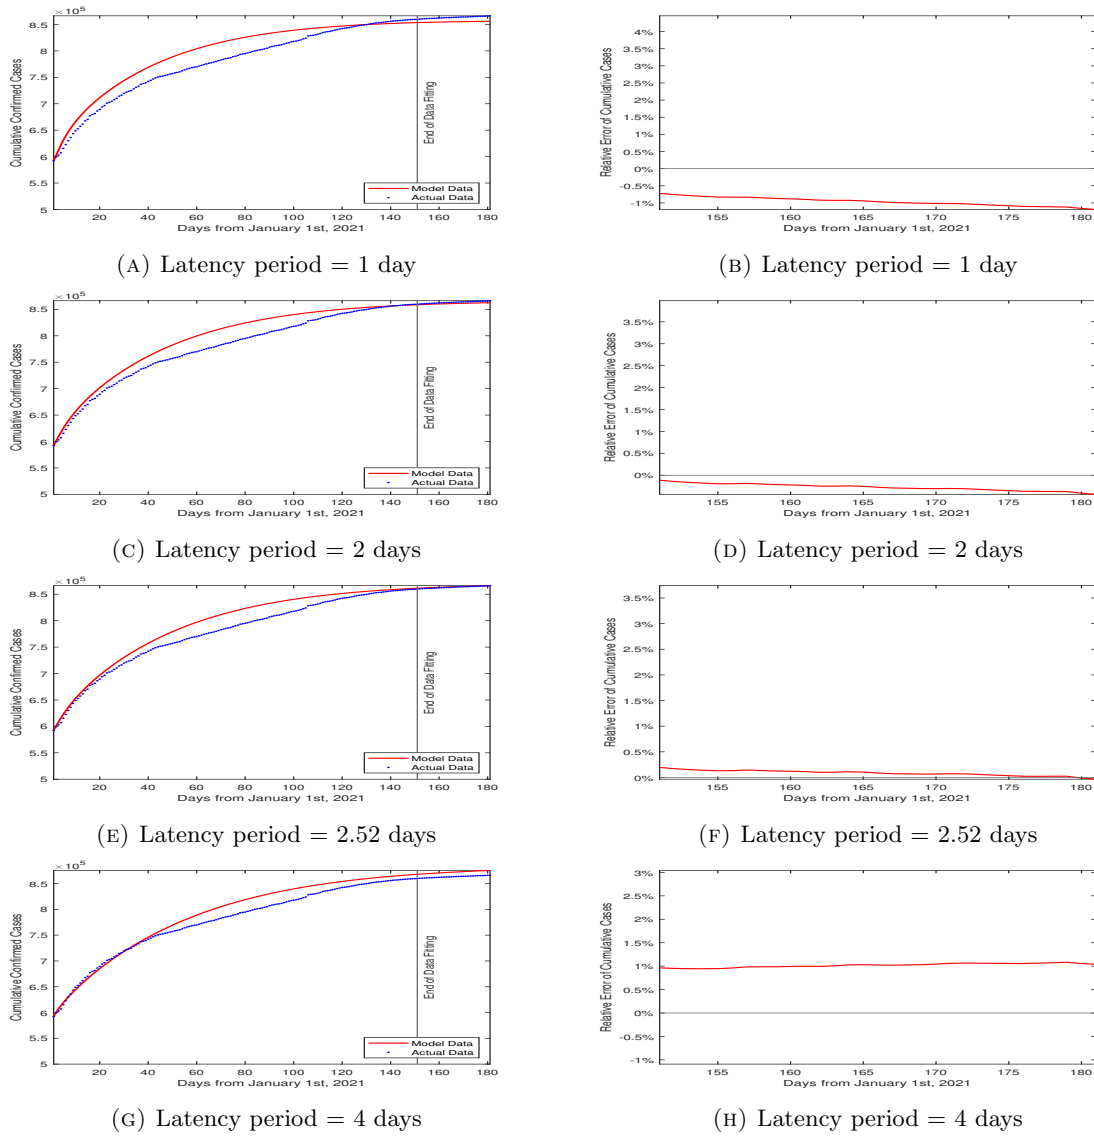 × 10⁵
8.5
8
7.5
7
6.5
6
5.5
5
Cumulative Confirmed Cases
End of Data Fitting
Model Data
Actual Data
20 40 60 80 100 120 140 160 180
Days from January 1st, 2021
(A) Latency period = 1 day
4%
3.5%
3%
2.5%
2%
1.5%
1%
0.5%
0%
-0.5%
-1%
Relative Error of Cumulative Cases
155 160 165 170 175 180
Days from January 1st, 2021
(B) Latency period = 1 day
× 10⁵
8.5
8
7.5
7
6.5
6
5.5
5
Cumulative Confirmed Cases
End of Data Fitting
Model Data
Actual Data
20 40 60 80 100 120 140 160 180
Days from January 1st, 2021
(C) Latency period = 2 days
3.5%
3%
2.5%
2%
1.5%
1%
0.5%
0%
Relative Error of Cumulative Cases
155 160 165 170 175 180
Days from January 1st, 2021
(D) Latency period = 2 days
× 10⁵
8.5
8
7.5
7
6.5
6
5.5
5
Cumulative Confirmed Cases
End of Data Fitting
Model Data
Actual Data
20 40 60 80 100 120 140 160 180
Days from January 1st, 2021
(E) Latency period = 2.52 days
3.5%
3%
2.5%
2%
1.5%
1%
0.5%
0%
Relative Error of Cumulative Cases
155 160 165 170 175 180
Days from January 1st, 2021
(F) Latency period = 2.52 days
× 10⁵
8.5
8
7.5
7
6.5
6
5.5
5
Cumulative Confirmed Cases
End of Data Fitting
Model Data
Actual Data
20 40 60 80 100 120 140 160 180
Days from January 1st, 2021
(G) Latency period = 4 days
3%
2.5%
2%
1.5%
1%
0.5%
0%
-0.5%
-1%
Relative Error of Cumulative Cases
155 160 165 170 175 180
Days from January 1st, 2021
(H) Latency period = 4 days